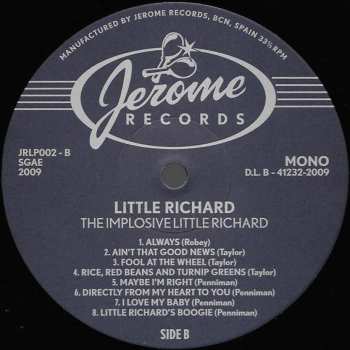 MANUFACTURED BY JEROME RECORDS, BCN, SPAIN 33⅓ RPM
Jerome
RECORDS
JRLP002 - B
SGAE
2009
MONO
D.L. B - 41232-2009
LITTLE RICHARD
THE IMPLOSIVE LITTLE RICHARD
1. ALWAYS (Robey)
2. AIN'T THAT GOOD NEWS (Taylor)
3. FOOL AT THE WHEEL (Taylor)
4. RICE, RED BEANS AND TURNIP GREENS (Taylor)
5. MAYBE I'M RIGHT (Penniman)
6. DIRECTLY FROM MY HEART TO YOU (Penniman)
7. I LOVE MY BABY (Penniman)
8. LITTLE RICHARD'S BOOGIE (Penniman)
SIDE B